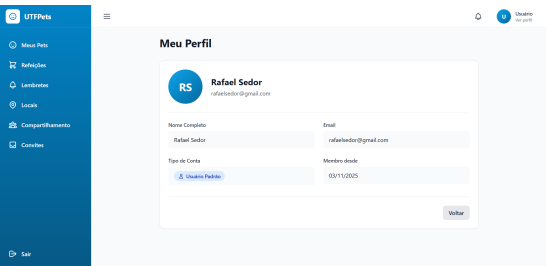 UTFPets
U
Usuário
Ver perfil
Meus Pets
Refeições
Lembretes
Locais
Compartilhamento
Convites
Sair
Meu Perfil
RS
Rafael Sedor
rafaelsedor@gmail.com
Nome Completo
Email
Rafael Sedor
rafaelsedor@gmail.com
Tipo de Conta
Membro desde
Usuário Padrão
03/11/2025
Voltar